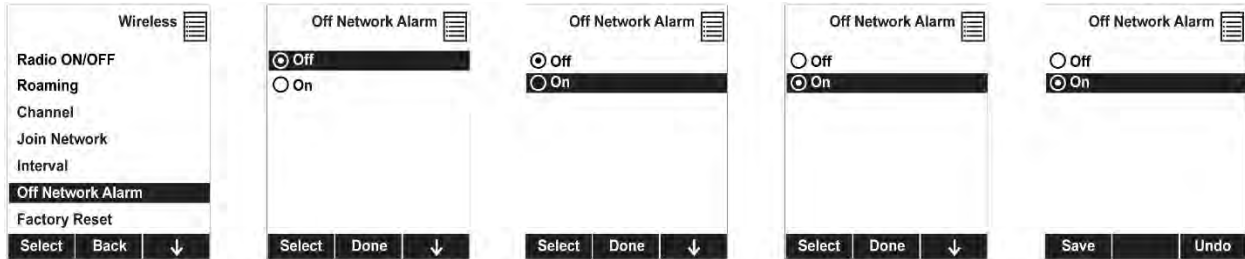 Wireless
Radio ON/OFF
Roaming
Channel
Join Network
Interval
Off Network Alarm
Factory Reset
Select Back ↓
Off Network Alarm
Off
On
Select Done ↓
Off Network Alarm
Off
On
Select Done ↓
Off Network Alarm
Off
On
Select Done ↓
Off Network Alarm
Off
On
Save Undo